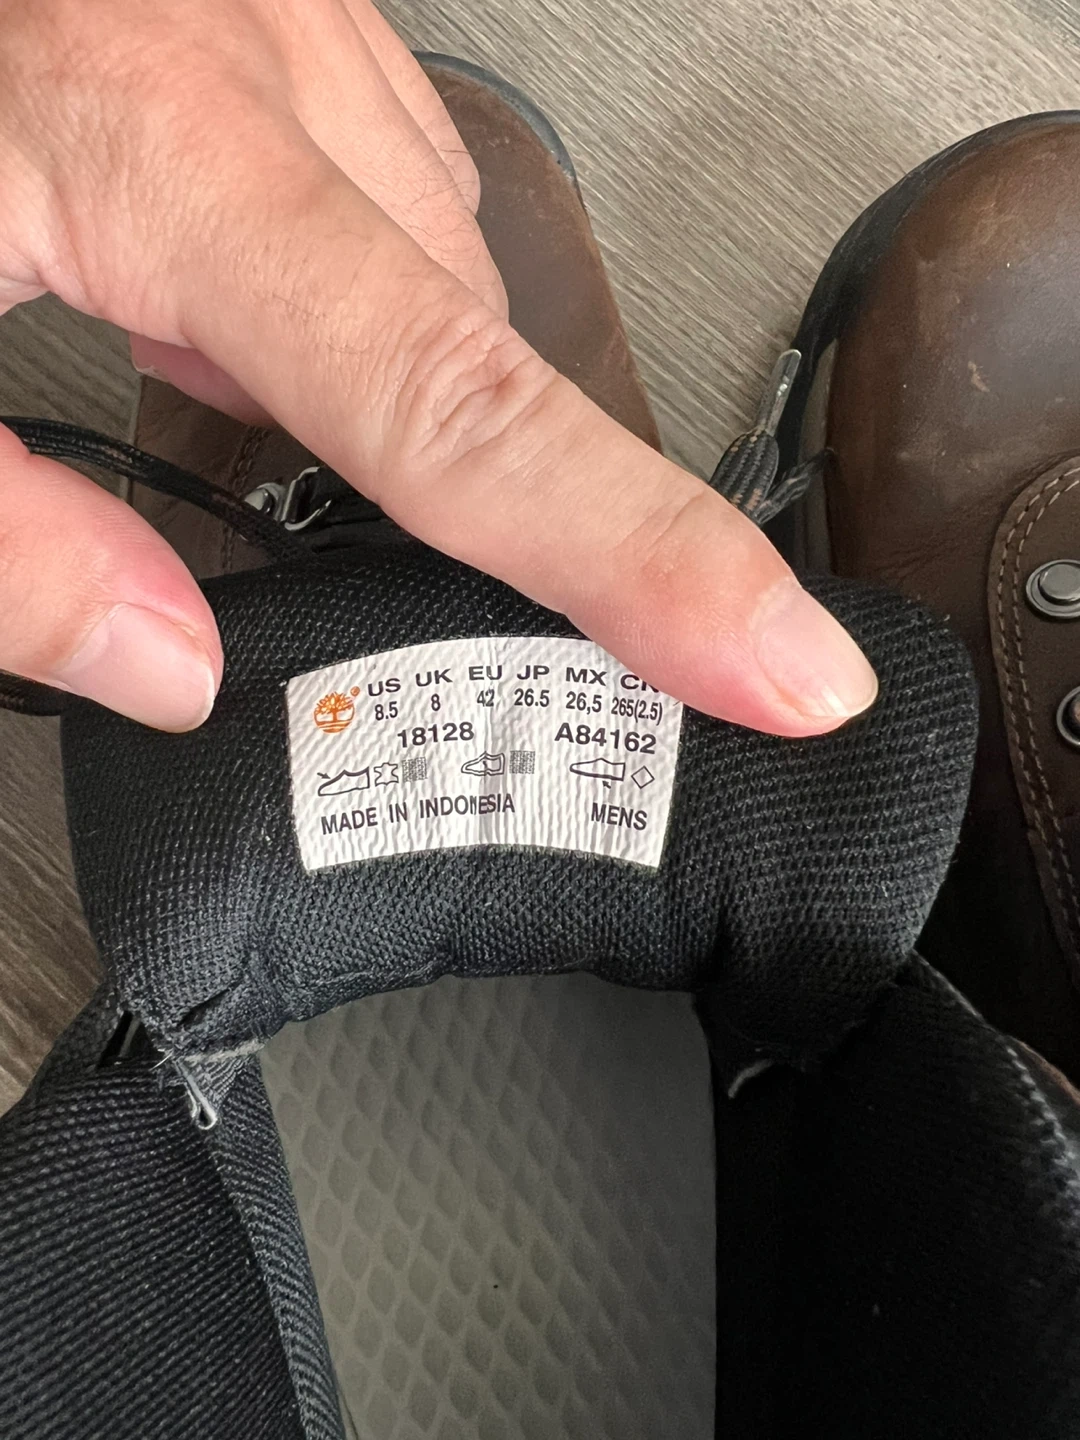 US UK EU JP MX CN
8.5 8 42 26.5 26,5 265(2.5)
18128 A84162
MADE IN INDONESIA MENS